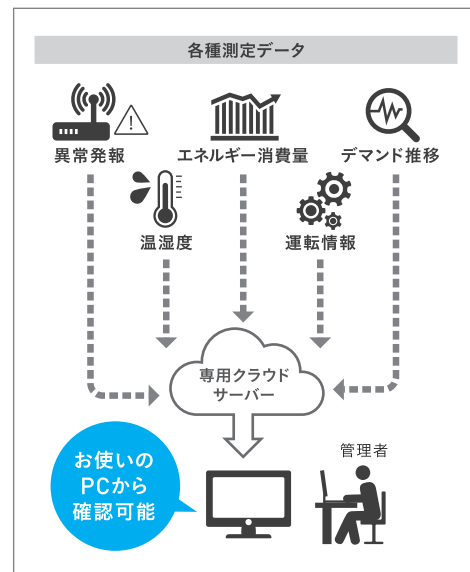 各種測定データ
異常発報
エネルギー消費量
デマンド推移
温湿度
運転情報
専用クラウド
サーバー
お使いの
PCから
確認可能
管理者